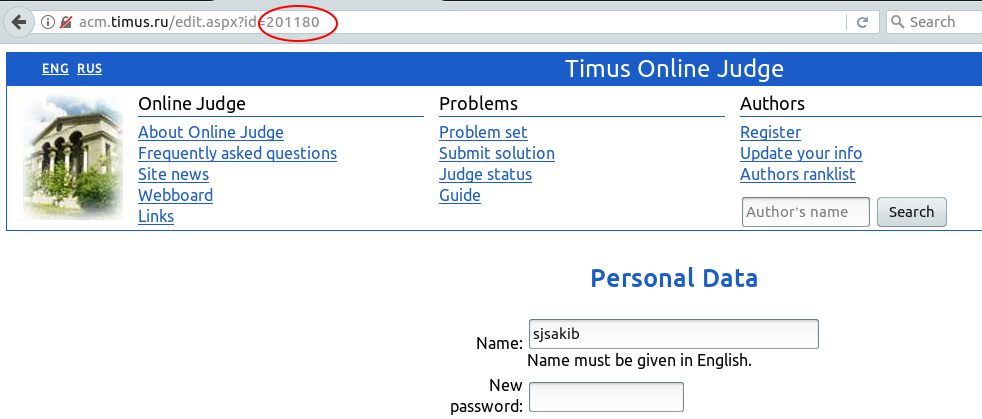 acm.timus.ru/edit.aspx?id=201180 Search
ENG RUS Timus Online Judge
Online Judge Problems Authors
About Online Judge Problem set Register
Frequently asked questions Submit solution Update your info
Site news Judge status Authors ranklist
Webboard Guide
Links
Author's name Search
Personal Data
Name: sjsakib
Name must be given in English.
New
password: